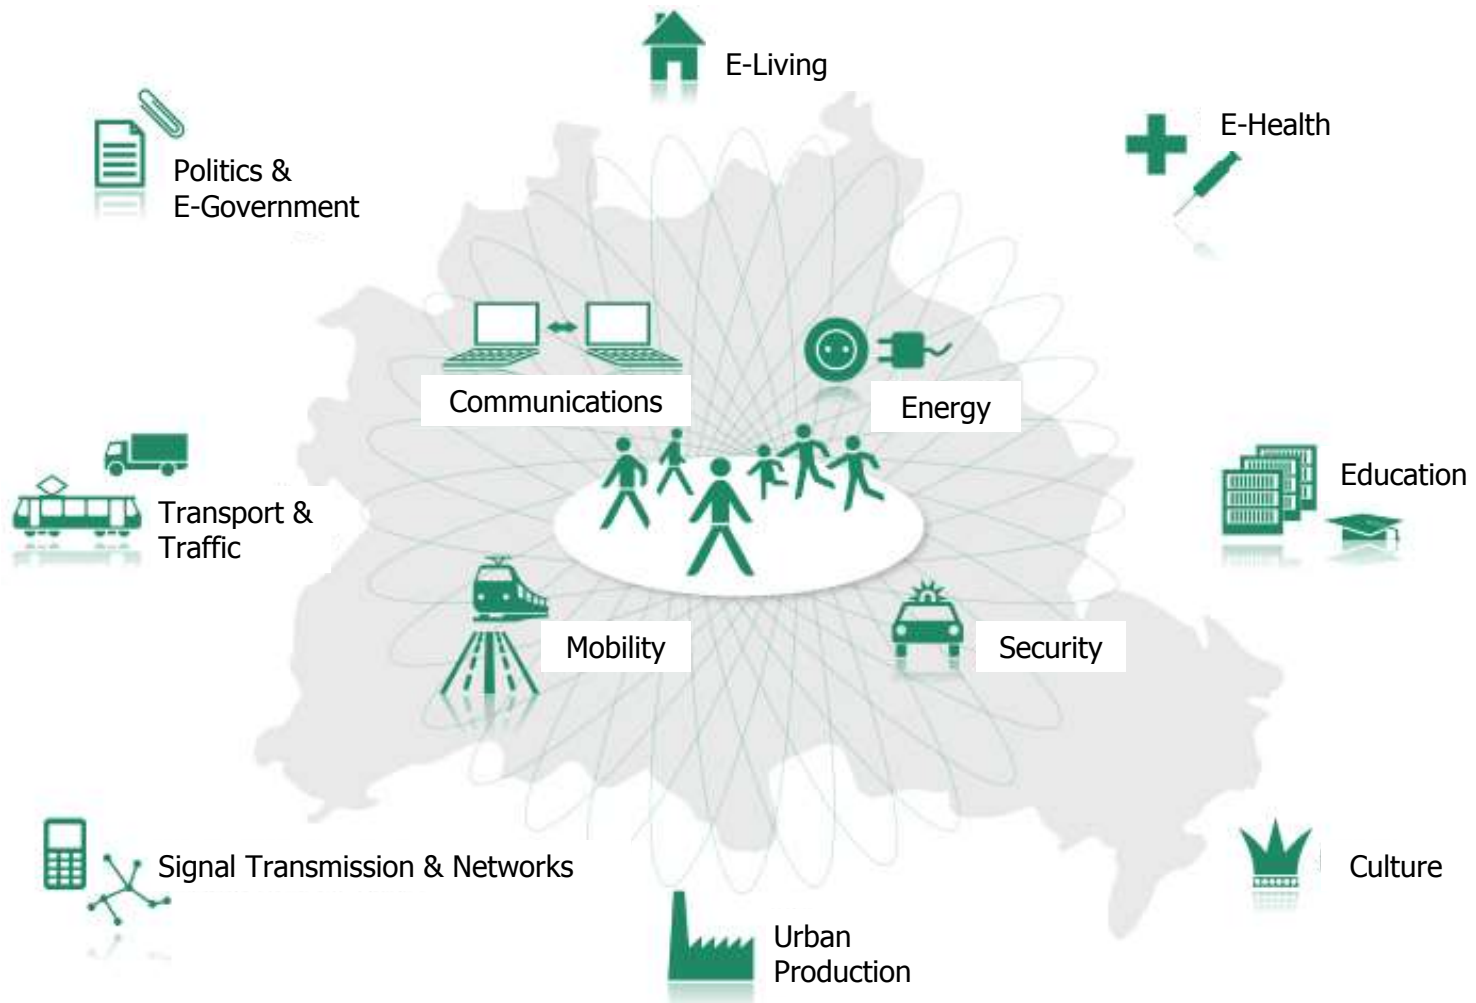 E-Living
E-Health
Politics &
E-Government
Communications
Energy
Education
Transport &
Traffic
Mobility
Security
Signal Transmission & Networks
Culture
Urban
Production